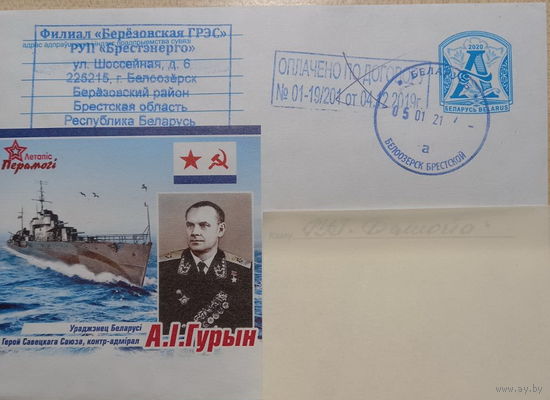 Филиал «Берёзовская ГРЭС»
РУП «Брестэнерго»
ул. Шоссейная, д. 6
225215, г. Белоозёрск
Берёзовский район
Брестская область
Республика Беларусь
ОПЛАЧЕНО ПО ДОГОВОРУ
№ 01-19/204 от 04.12.2019г.
БЕЛАРУСЬ
05 01 21
а
БЕЛООЗЕРСК БРЕСТСКОЙ
2020
А
БЕЛАРУСЬ BELARUS
Летапіс
Перамогі
Каму
Ураджэнец Беларусі
Герой Савецкага Саюза, контр-адмірал
А.І.Гурын
www.ay.by